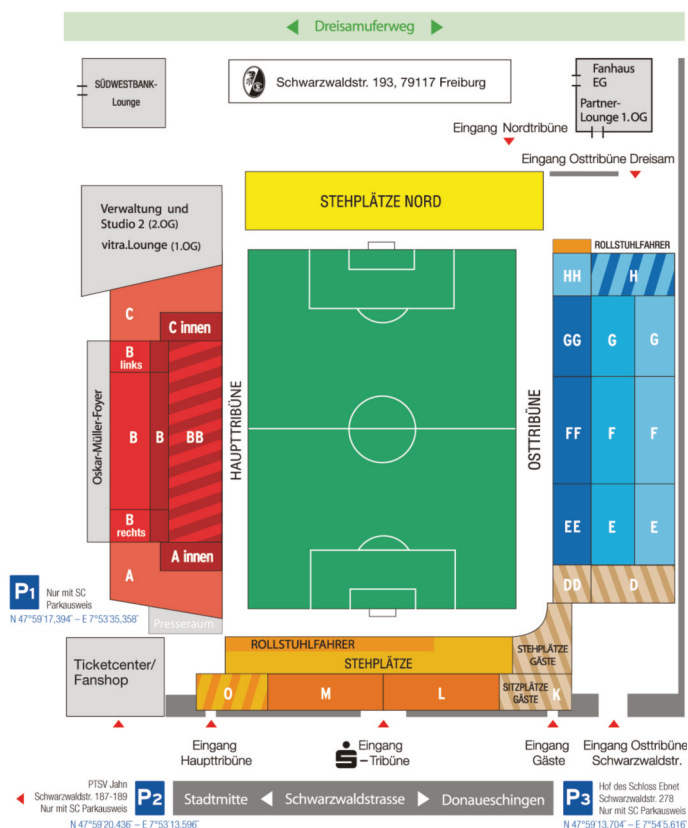 Dreisamuferweg
SÜDWESTBANK-
Lounge
Schwarzwaldstr. 193, 79117 Freiburg
Fanhaus
EG
Partner-
Lounge 1.OG
Eingang Nordtribüne
Eingang Osttribüne Dreisam
Verwaltung und
Studio 2 (2.OG)
vitra.Lounge (1.OG)
STEHPLÄTZE NORD
ROLLSTUHLFAHRER
HH
H
C
C innen
B
links
GG
G
G
Oskar-Müller-Foyer
B
B
BB
HAUPTTRIBÜNE
OSTTRIBÜNE
FF
F
F
B
rechts
EE
E
E
A innen
A
DD
D
P1
Nur mit SC
Parkausweis
N 47°59'17,394" – E 7°53'35,358"
Presseraum
ROLLSTUHLFAHRER
STEHPLÄTZE
STEHPLÄTZE
GÄSTE
Ticketcenter/
Fanshop
O
M
L
SITZPLÄTZE
GÄSTE
K
Eingang
Haupttribüne
Eingang
-Tribüne
Eingang
Gäste
Eingang Osttribüne
Schwarzwaldstr.
PTSV Jahn
Schwarzwaldstr. 187-189
Nur mit SC Parkausweis
P2
N 47°59'20,436" – E 7°53'13,596"
Stadtmitte
Schwarzwaldstrasse
Donaueschingen
P3
Hof des Schloss Ebnet
Schwarzwaldstr. 278
Nur mit SC Parkausweis
N 47°59'13,704" – E 7°54'5,616"